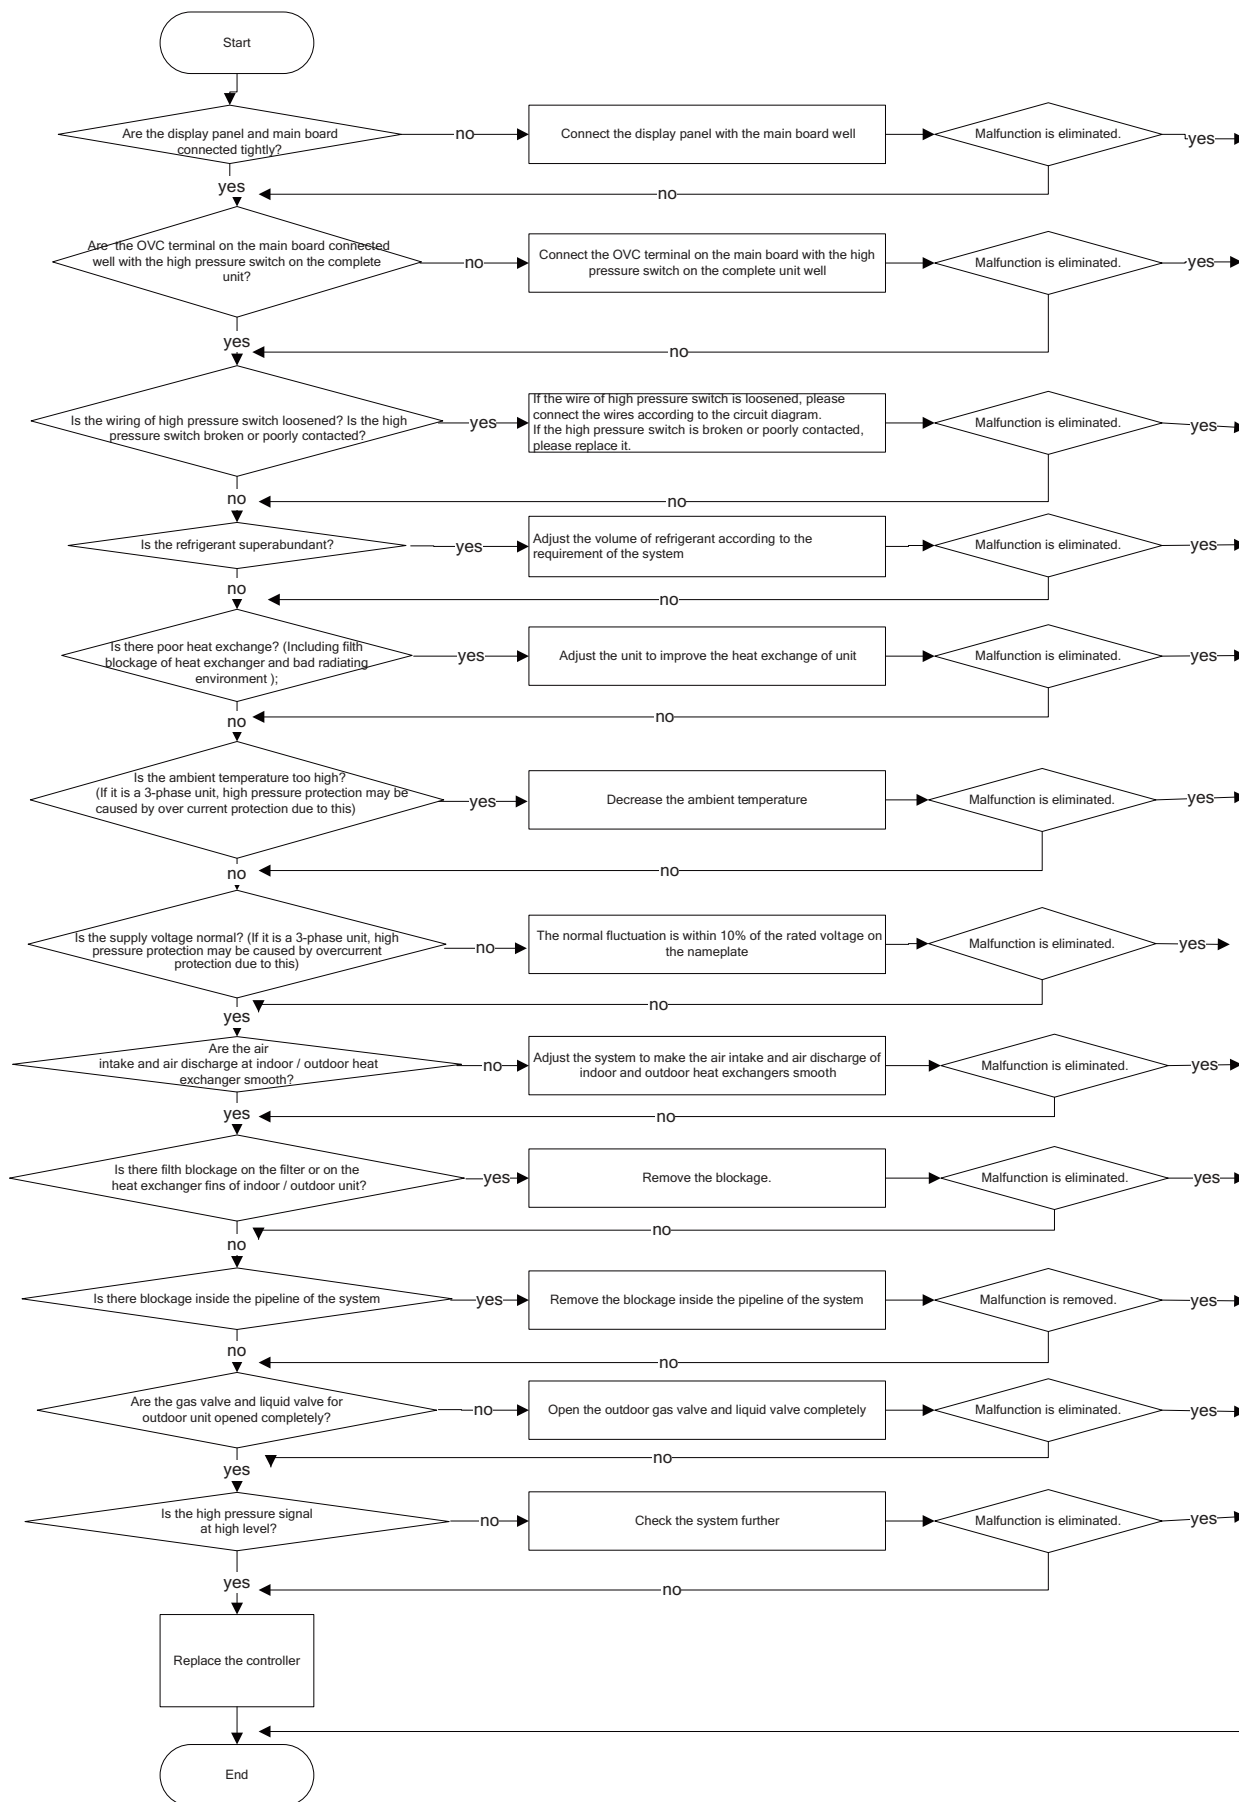 Start
Are the display panel and main board
connected tightly?
no
Connect the display panel with the main board well
Malfunction is eliminated.
yes
yes
no
Are the OVC terminal on the main board connected
well with the high pressure switch on the complete
unit?
no
Connect the OVC terminal on the main board with the high
pressure switch on the complete unit well
Malfunction is eliminated.
yes
yes
no
Is the wiring of high pressure switch loosened? Is the high
pressure switch broken or poorly contacted?
yes
If the wire of high pressure switch is loosened, please
connect the wires according to the circuit diagram.
If the high pressure switch is broken or poorly contacted,
please replace it.
Malfunction is eliminated.
yes
no
no
Is the refrigerant superabundant?
yes
Adjust the volume of refrigerant according to the
requirement of the system
Malfunction is eliminated.
yes
no
no
Is there poor heat exchange? (Including filth
blockage of heat exchanger and bad radiating
environment );
yes
Adjust the unit to improve the heat exchange of unit
Malfunction is eliminated.
yes
no
no
Is the ambient temperature too high?
(If it is a 3-phase unit, high pressure protection may be
caused by over current protection due to this)
yes
Decrease the ambient temperature
Malfunction is eliminated.
yes
no
no
Is the supply voltage normal? (If it is a 3-phase unit, high
pressure protection may be caused by overcurrent
protection due to this)
no
The normal fluctuation is within 10% of the rated voltage on
the nameplate
Malfunction is eliminated.
yes
no
yes
Are the air
intake and air discharge at indoor / outdoor heat
exchanger smooth?
no
Adjust the system to make the air intake and air discharge of
indoor and outdoor heat exchangers smooth
Malfunction is eliminated.
yes
yes
no
Is there filth blockage on the filter or on the
heat exchanger fins of indoor / outdoor unit?
yes
Remove the blockage.
Malfunction is eliminated.
yes
no
no
Is there blockage inside the pipeline of the system
yes
Remove the blockage inside the pipeline of the system
Malfunction is removed.
yes
no
no
Are the gas valve and liquid valve for
outdoor unit opened completely?
no
Open the outdoor gas valve and liquid valve completely
Malfunction is eliminated.
yes
no
yes
Is the high pressure signal
at high level?
no
Check the system further
Malfunction is eliminated.
yes
yes
no
Replace the controller
End